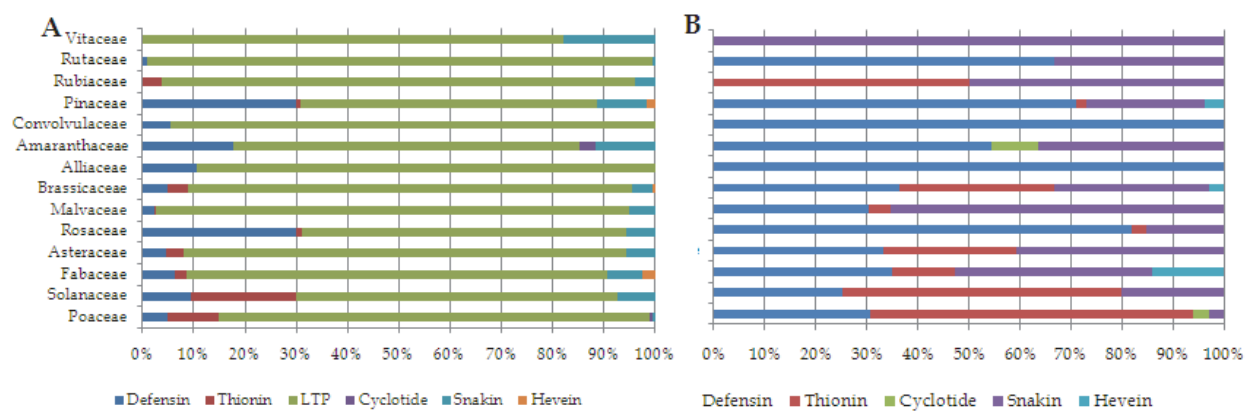 A
B
Vitaceae
Rutaceae
Rubiaceae
Pinaceae
Convolvulaceae
Amaranthaceae
Alliaceae
Brassicaceae
Malvaceae
Rosaceae
Asteraceae
Fabaceae
Solanaceae
Poaceae
0% 10% 20% 30% 40% 50% 60% 70% 80% 90% 100%
0% 10% 20% 30% 40% 50% 60% 70% 80% 90% 100%
Defensin Thionin LTP Cyclotide Snakin Hevein
Defensin Thionin Cyclotide Snakin Hevein